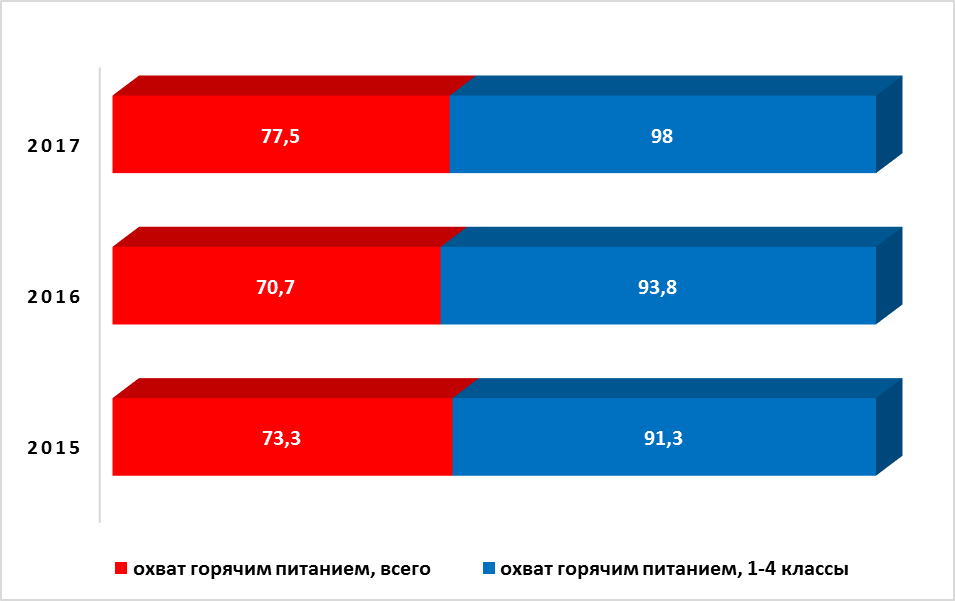 2017 77,5 98
2016 70,7 93,8
2015 73,3 91,3
охват горячим питанием, всего охват горячим питанием, 1-4 классы